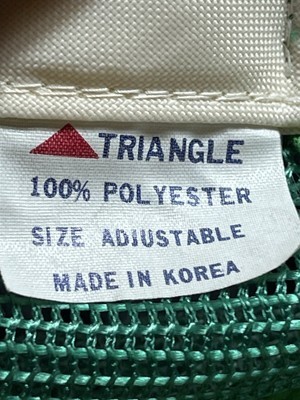 TRIANGLE
100% POLYESTER
SIZE ADJUSTABLE
MADE IN KOREA